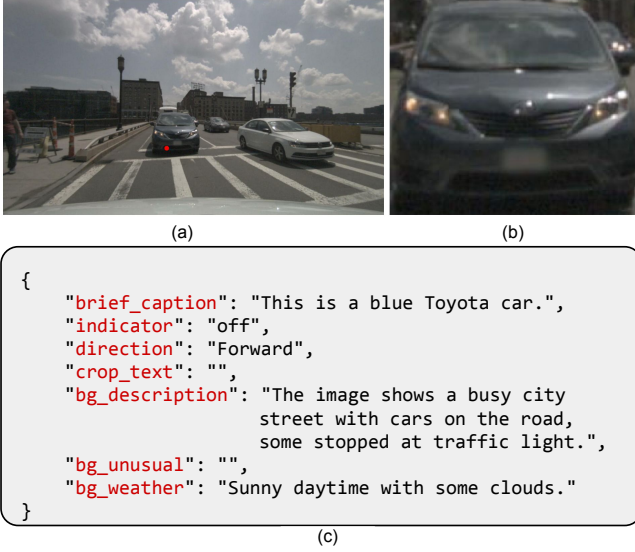 (a)
(b)
{
"brief_caption": "This is a blue Toyota car.",
"indicator": "off",
"direction": "Forward",
"crop_text": "",
"bg_description": "The image shows a busy city
street with cars on the road,
some stopped at traffic light.",
"bg_unusual": "",
"bg_weather": "Sunny daytime with some clouds."
}
(c)